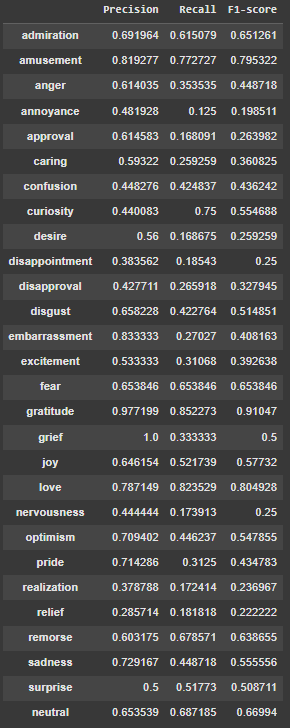 Precision Recall F1-score
admiration 0.691964 0.615079 0.651261
amusement 0.819277 0.772727 0.795322
anger 0.614035 0.353535 0.448718
annoyance 0.481928 0.125 0.198511
approval 0.614583 0.168091 0.263982
caring 0.59322 0.259259 0.360825
confusion 0.448276 0.424837 0.436242
curiosity 0.440083 0.75 0.554688
desire 0.56 0.168675 0.259259
disappointment 0.383562 0.18543 0.25
disapproval 0.427711 0.265918 0.327945
disgust 0.658228 0.422764 0.514851
embarrassment 0.833333 0.27027 0.408163
excitement 0.533333 0.31068 0.392638
fear 0.653846 0.653846 0.653846
gratitude 0.977199 0.852273 0.91047
grief 1.0 0.333333 0.5
joy 0.646154 0.521739 0.57732
love 0.787149 0.823529 0.804928
nervousness 0.444444 0.173913 0.25
optimism 0.709402 0.446237 0.547855
pride 0.714286 0.3125 0.434783
realization 0.378788 0.172414 0.236967
relief 0.285714 0.181818 0.222222
remorse 0.603175 0.678571 0.638655
sadness 0.729167 0.448718 0.555556
surprise 0.5 0.51773 0.508711
neutral 0.653539 0.687185 0.66994